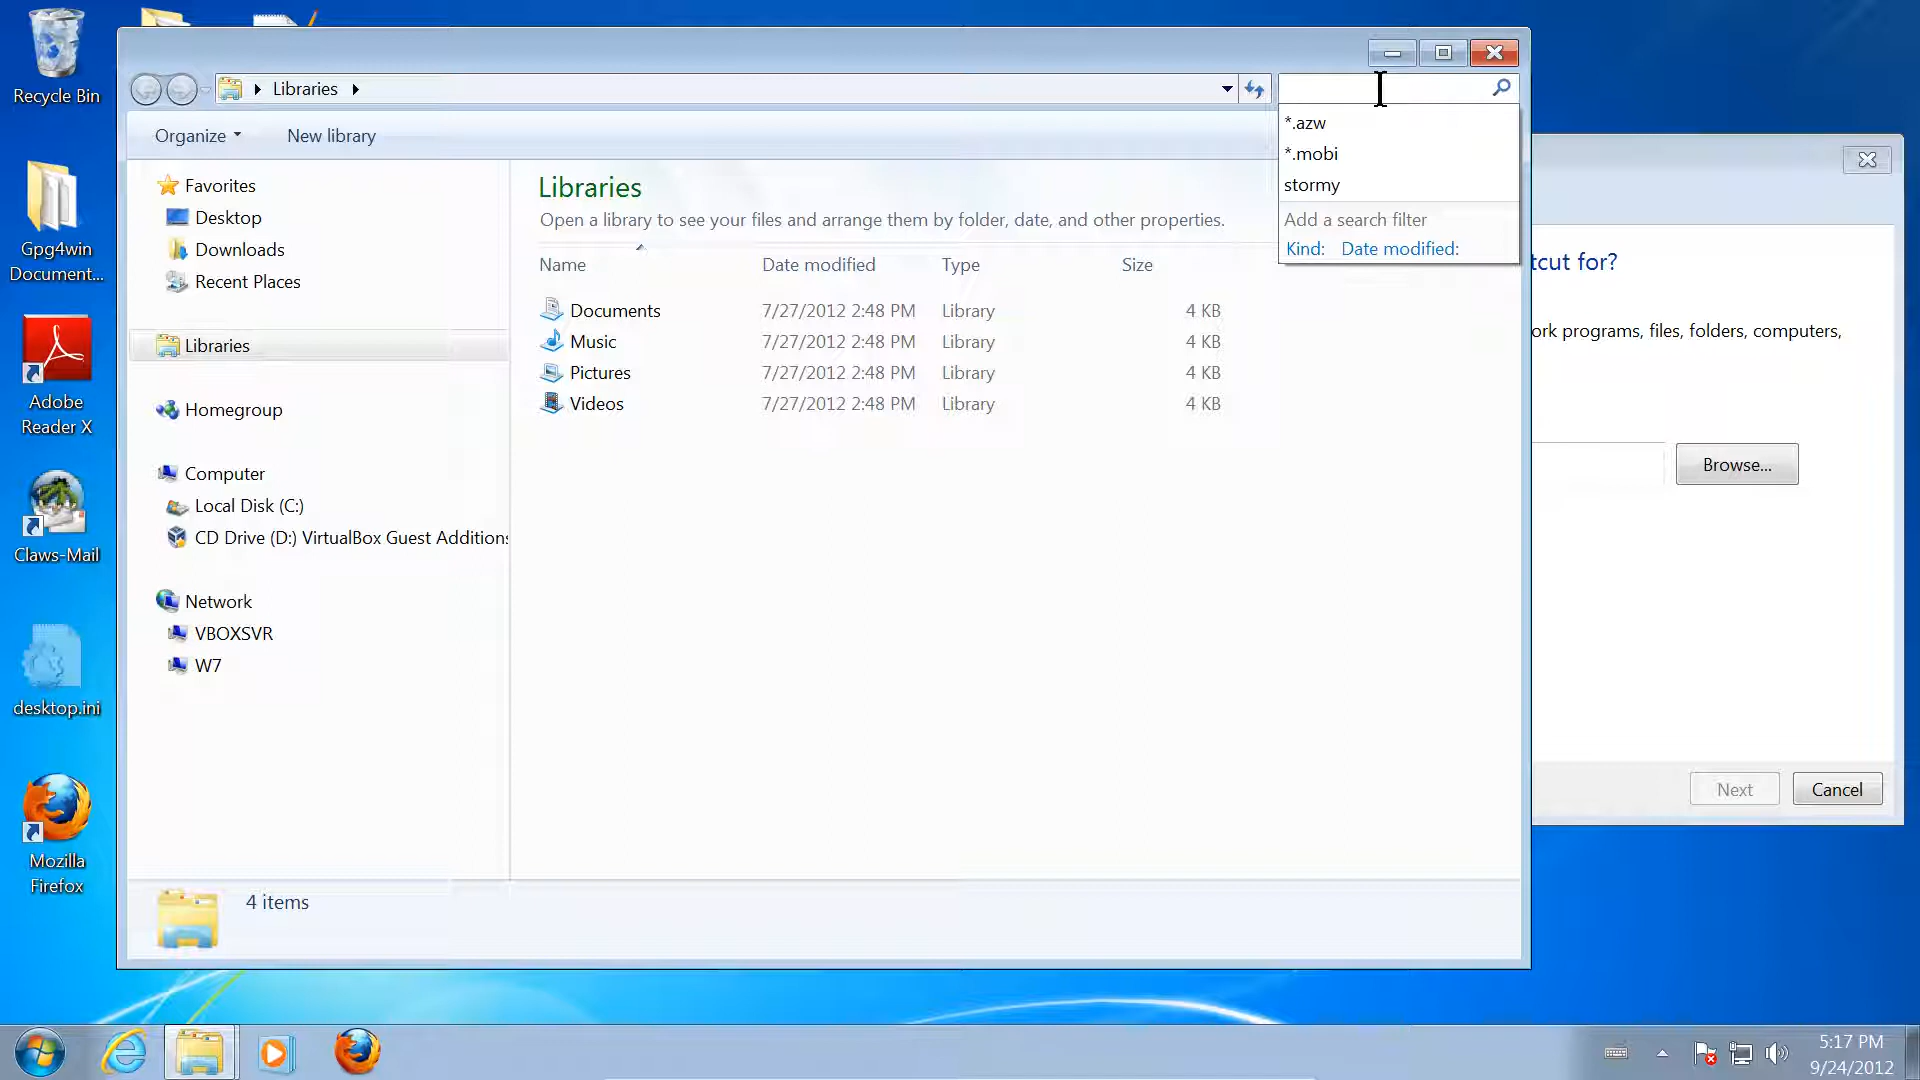 Recycle Bin
Gpg4win
Document...
Adobe
Reader X
Claws-Mail
desktop.ini
Mozilla
Firefox
Libraries
Organize
New library
*.azw
*.mobi
stormy
Add a search filter
Kind: Date modified:
Favorites
Desktop
Downloads
Recent Places
Libraries
Homegroup
Computer
Local Disk (C:)
CD Drive (D:) VirtualBox Guest Additions
Network
VBOXSVR
W7
Libraries
Open a library to see your files and arrange them by folder, date, and other properties.
Name Date modified Type Size
Documents 7/27/2012 2:48 PM Library 4 KB
Music 7/27/2012 2:48 PM Library 4 KB
Pictures 7/27/2012 2:48 PM Library 4 KB
Videos 7/27/2012 2:48 PM Library 4 KB
4 items
tcut for?
ork programs, files, folders, computers,
Browse...
Next
Cancel
5:17 PM
9/24/2012